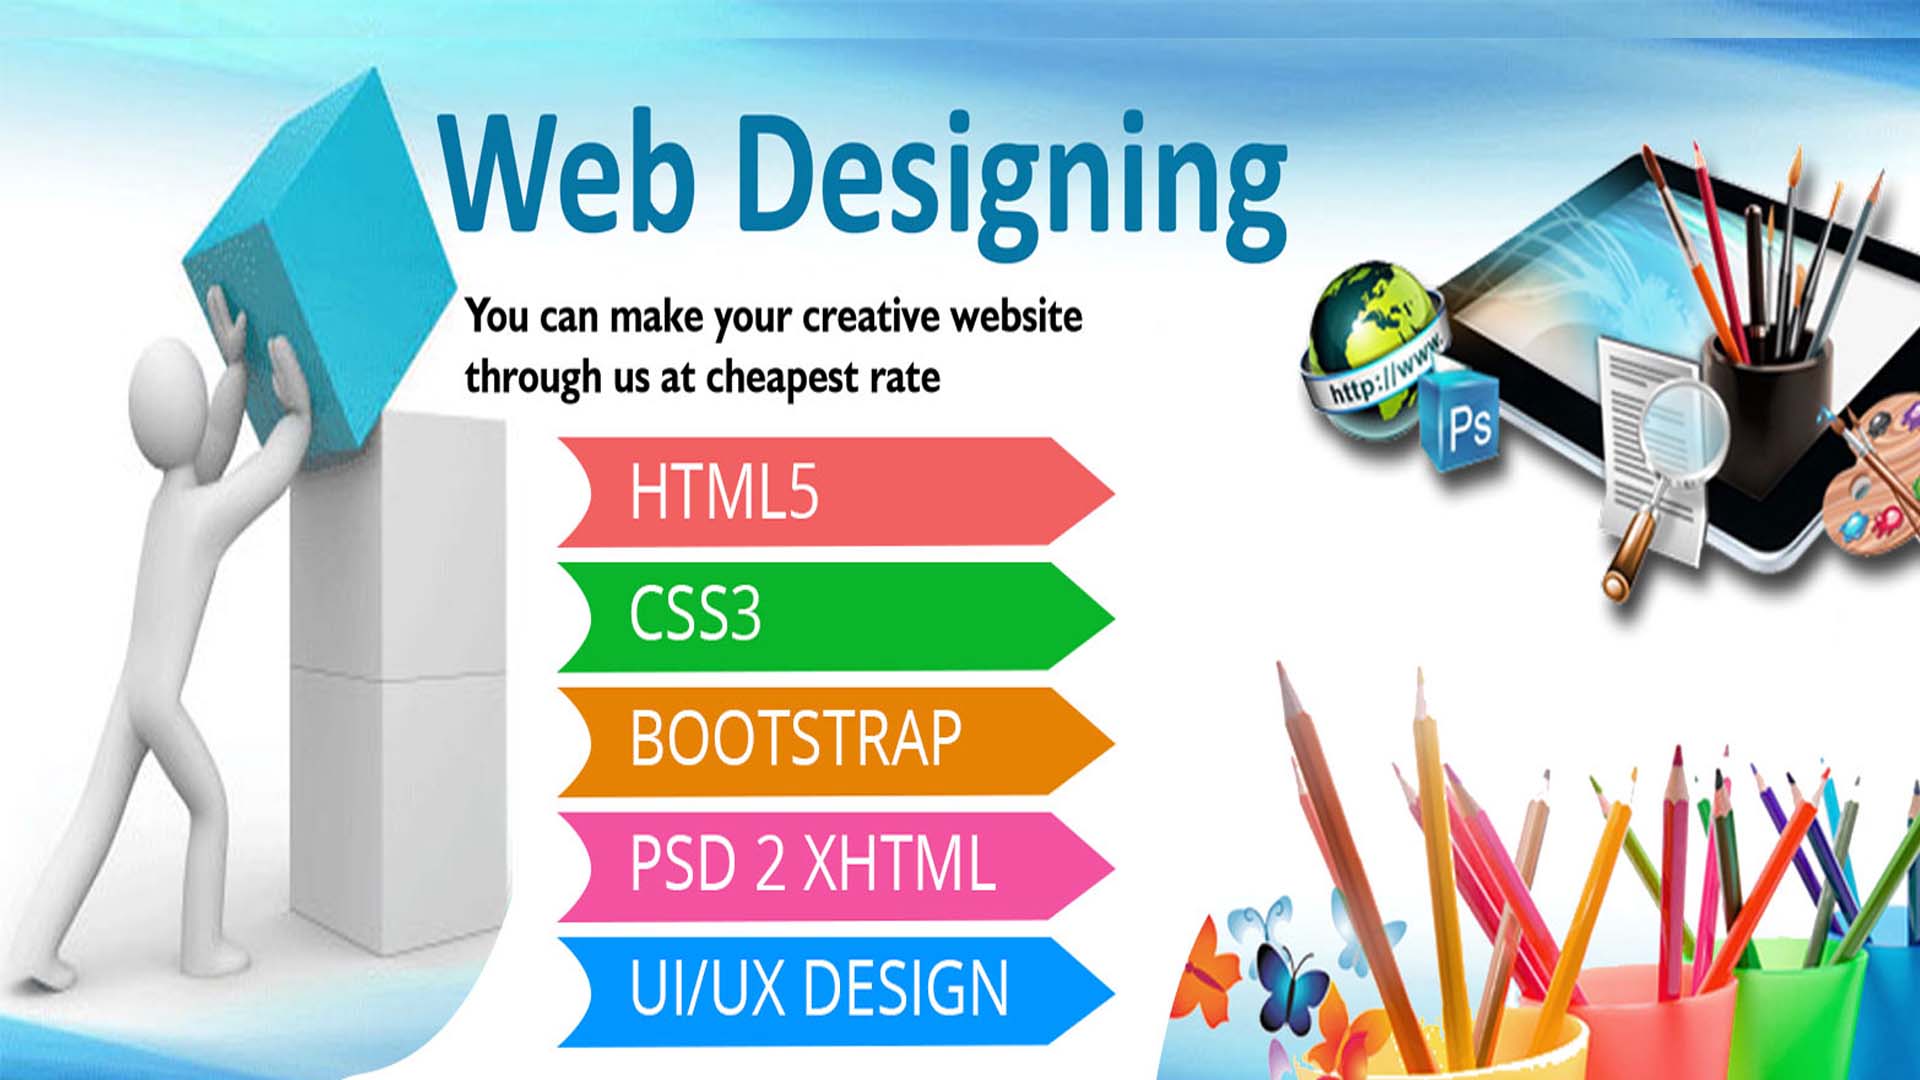 Web Designing
You can make your creative website
through us at cheapest rate
HTML5
CSS3
BOOTSTRAP
PSD 2 XHTML
UI/UX DESIGN
http://www.
Ps